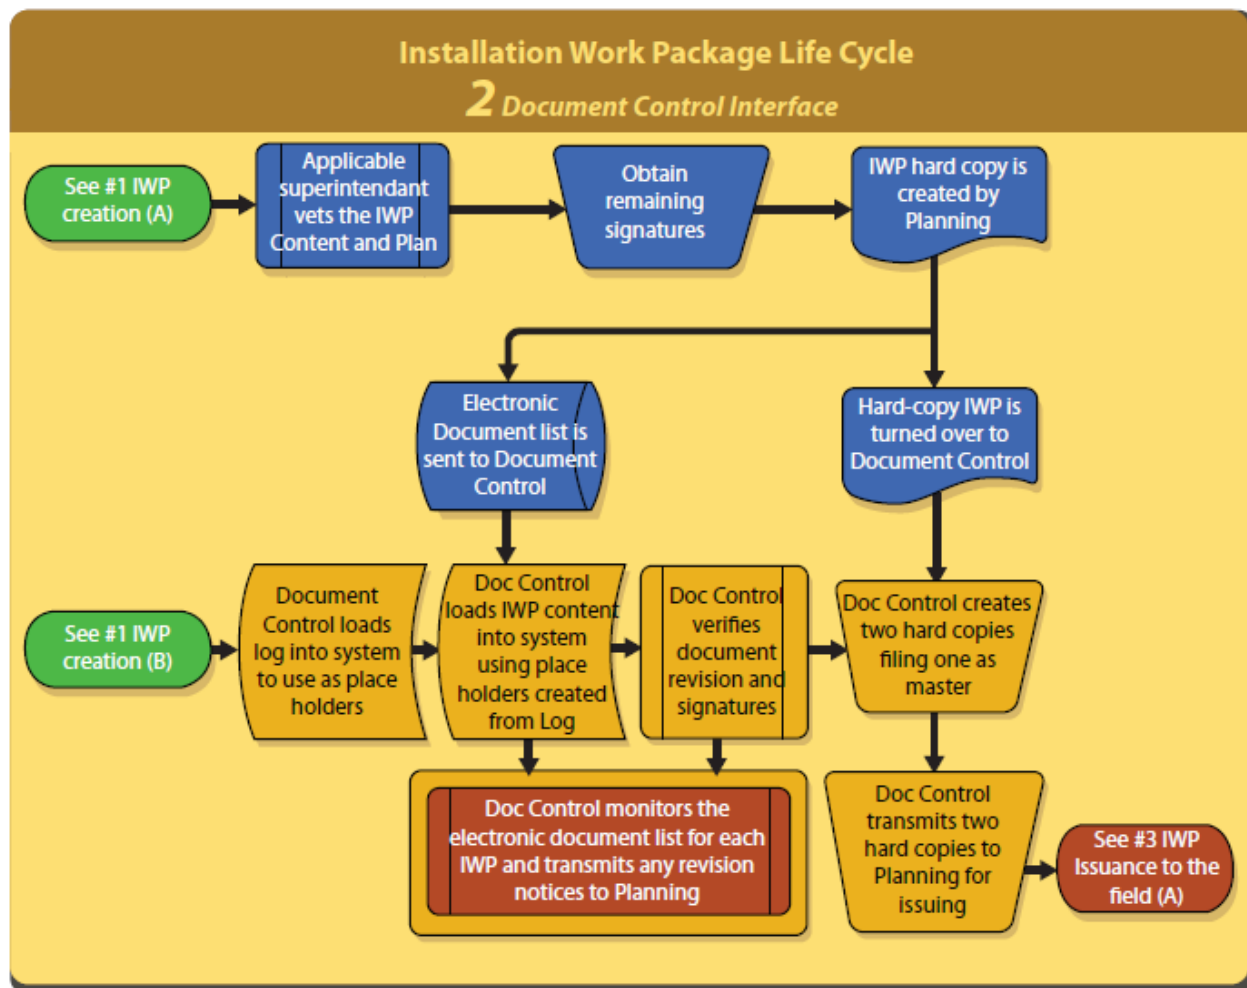 Installation Work Package Life Cycle
2 Document Control Interface
See #1 IWP
creation (A)
Applicable
superintendant
vets the IWP
Content and Plan
Obtain
remaining
signatures
IWP hard copy is
created by
Planning
Electronic
Document list is
sent to Document
Control
Hard-copy IWP is
turned over to
Document Control
See #1 IWP
creation (B)
Document
Control loads
log into system
to use as place
holders
Doc Control
loads IWP content
into system
using place
holders created
from Log
Doc Control
verifies
document
revision and
signatures
Doc Control creates
two hard copies
filing one as
master
Doc Control monitors the
electronic document list for each
IWP and transmits any revision
notices to Planning
Doc Control
transmits two
hard copies to
Planning for
issuing
See #3 IWP
Issuance to the
field (A)